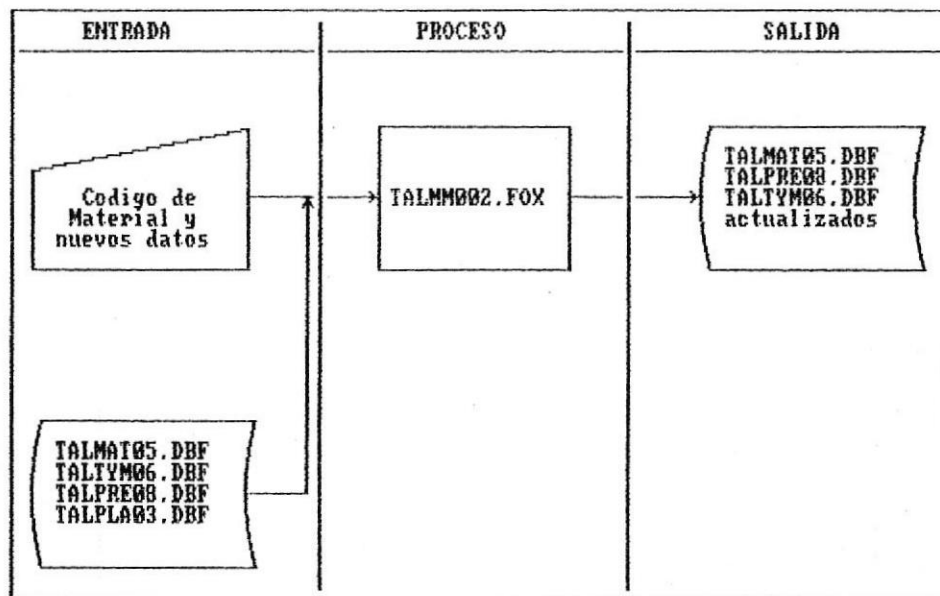 ENTRADA
PROCESO
SALIDA
Codigo de
Material y
nuevos datos
TALMM002.FOX
TALMAT05.DBF
TALPRE08.DBF
TALTYM06.DBF
actualizados
TALMAT05.DBF
TALTYM06.DBF
TALPRE08.DBF
TALPLA03.DBF